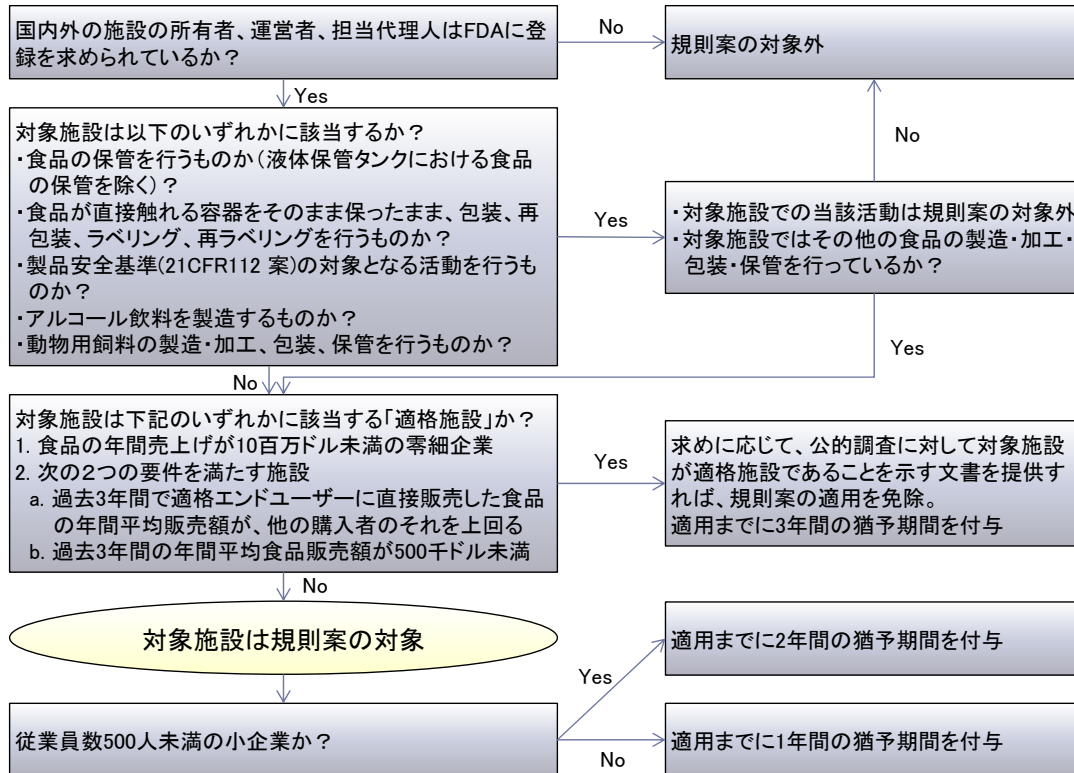 国内外の施設の所有者、運営者、担当代理人はFDAに登
録を求められているか？
No
規則案の対象外
Yes
対象施設は以下のいずれかに該当するか？
・食品の保管を行うものか（液体保管タンクにおける食品
の保管を除く）？
・食品が直接触れる容器をそのまま保ったまま、包装、再
包装、ラベリング、再ラベリングを行うものか？
・製品安全基準(21CFR112 案)の対象となる活動を行うも
のか？
・アルコール飲料を製造するものか？
・動物用飼料の製造・加工、包装、保管を行うものか？
No
Yes
・対象施設での当該活動は規則案の対象外
・対象施設ではその他の食品の製造・加工・
包装・保管を行っているか？
Yes
No
対象施設は下記のいずれかに該当する「適格施設」か？
1. 食品の年間売上げが10百万ドル未満の零細企業
2. 次の２つの要件を満たす施設
a. 過去3年間で適格エンドユーザーに直接販売した食品
の年間平均販売額が、他の購入者のそれを上回る
b. 過去3年間の年間平均食品販売額が500千ドル未満
Yes
求めに応じて、公的調査に対して対象施設
が適格施設であることを示す文書を提供す
れば、規則案の適用を免除。
適用までに3年間の猶予期間を付与
No
対象施設は規則案の対象
適用までに2年間の猶予期間を付与
Yes
従業員数500人未満の小企業か？
No
適用までに1年間の猶予期間を付与